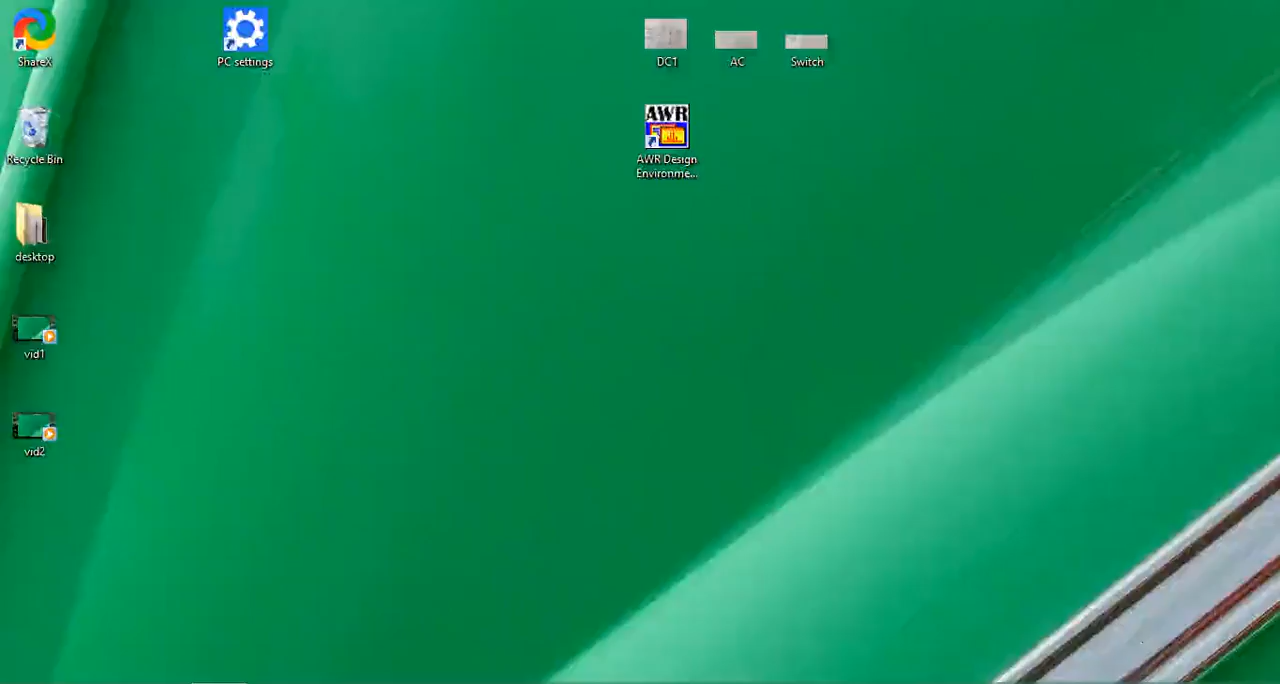 ShareX
PC settings
DC1
AC
Switch
AWR
AWR Design
Environme...
Recycle Bin
desktop
vid1
vid2